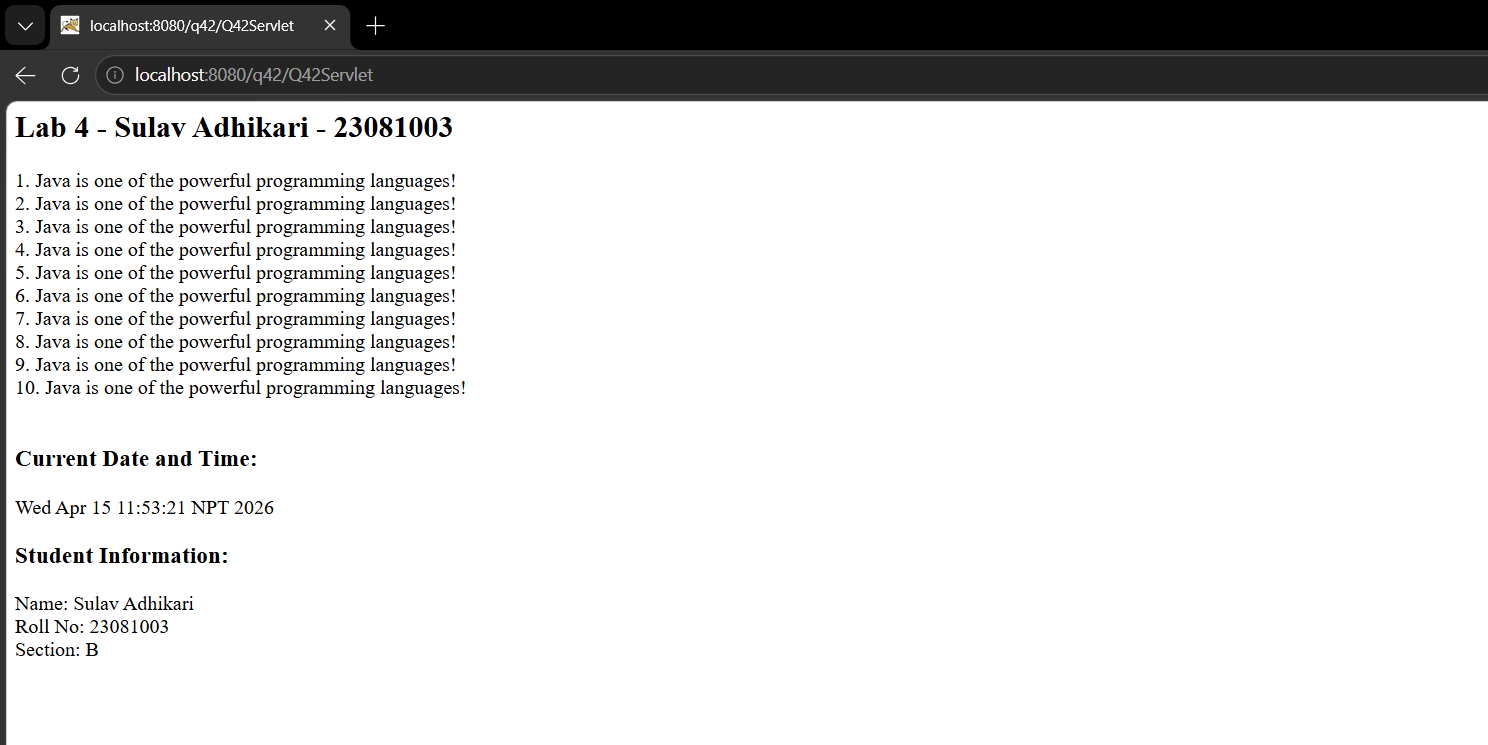 localhost:8080/q42/Q42Servlet
localhost:8080/q42/Q42Servlet
Lab 4 - Sulav Adhikari - 23081003
1. Java is one of the powerful programming languages!
2. Java is one of the powerful programming languages!
3. Java is one of the powerful programming languages!
4. Java is one of the powerful programming languages!
5. Java is one of the powerful programming languages!
6. Java is one of the powerful programming languages!
7. Java is one of the powerful programming languages!
8. Java is one of the powerful programming languages!
9. Java is one of the powerful programming languages!
10. Java is one of the powerful programming languages!
Current Date and Time:
Wed Apr 15 11:53:21 NPT 2026
Student Information:
Name: Sulav Adhikari
Roll No: 23081003
Section: B